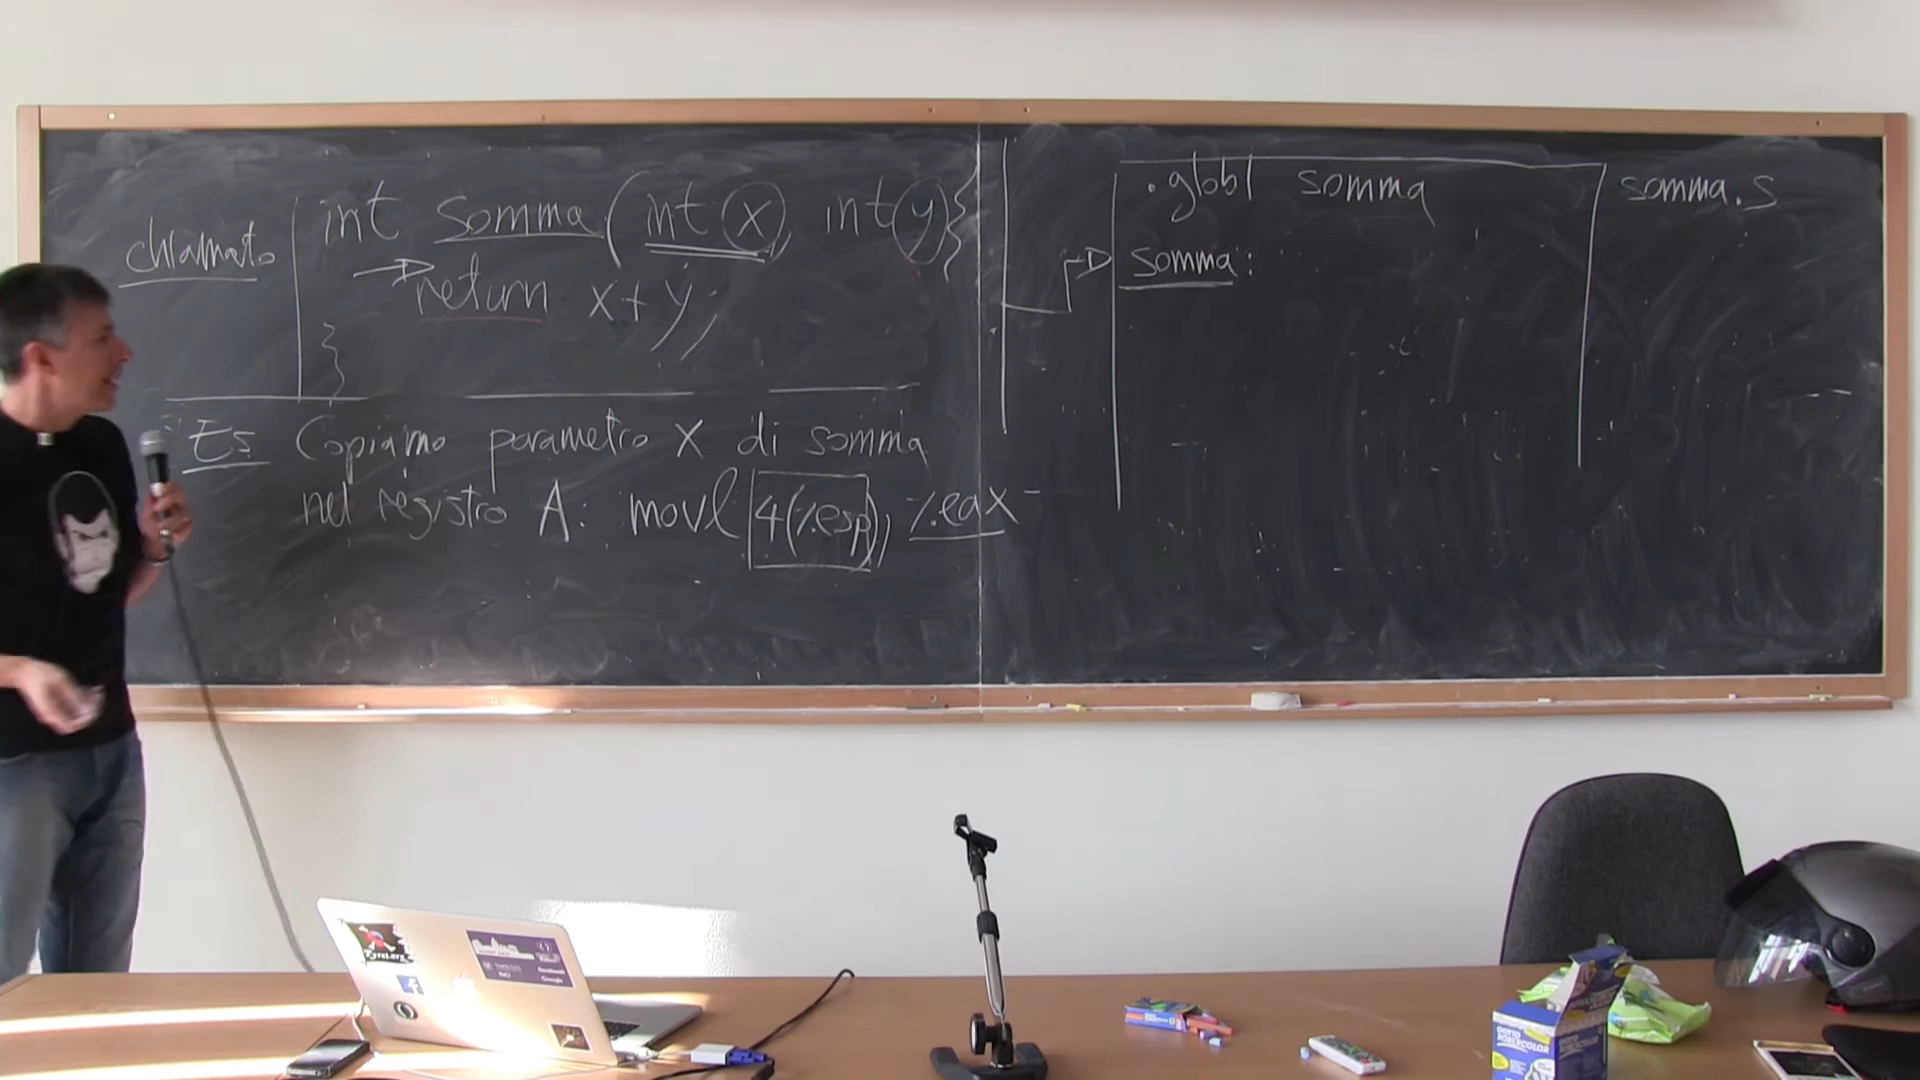 chiamato
int somma (int x, int y) {
return x + y;
}
Es Copiamo parametro X di somma
nel registro A: movl 4(%esp), %eax
.globl somma
somma:
somma.s